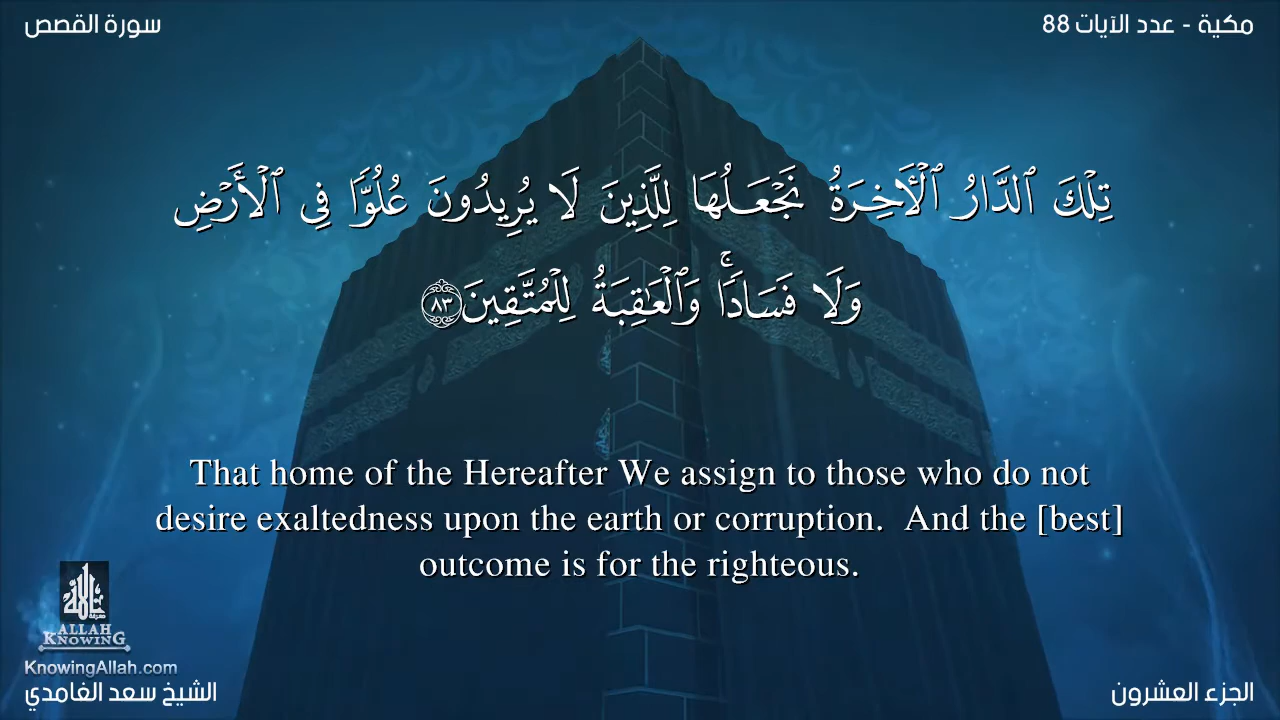 مكية - عدد الآيات 88
سورة القصص
تِلْكَ ٱلدَّارُ ٱلْأَخِرَةُ نَجْعَلُهَا لِلَّذِينَ لَا يُرِيدُونَ عُلُوًّا فِي ٱلْأَرْضِ
وَلَا فَسَادًا ۚ وَٱلْعَٰقِبَةُ لِلْمُتَّقِينَ ٨٣
That home of the Hereafter We assign to those who do not
desire exaltedness upon the earth or corruption.  And the [best]
outcome is for the righteous.
ALLAH
KNOWING
KnowingAllah.com
الجزء العشرون
الشيخ سعد الغامدي